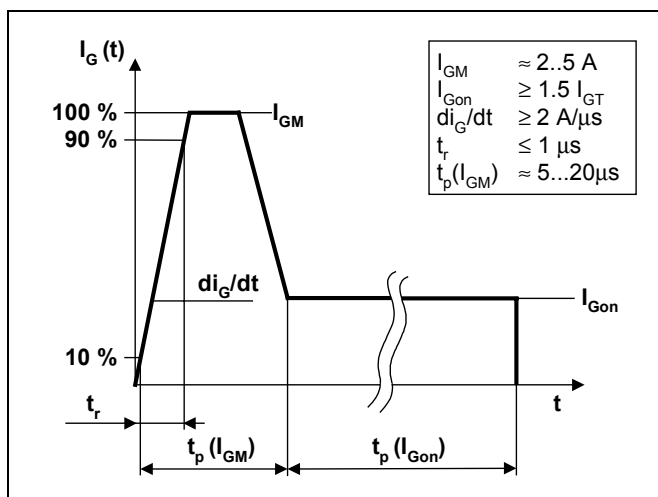 I_G (t)
100 %
90 %
10 %
I_GM
di_G/dt
I_Gon
t
t_r
t_p (I_GM)
t_p (I_Gon)
I_GM ≈ 2..5 A
I_Gon ≥ 1.5 I_GT
di_G/dt ≥ 2 A/μs
t_r ≤ 1 μs
t_p(I_GM) ≈ 5...20μs